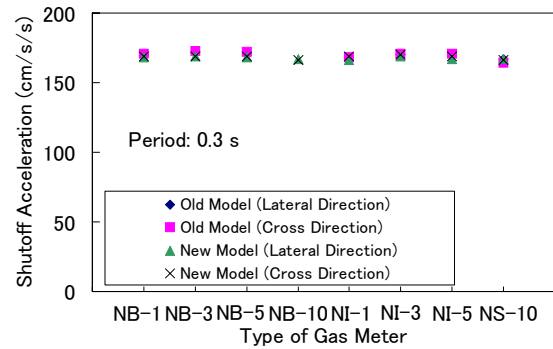 Shutoff Acceleration (cm/s/s)
200
150
100
50
0
Period: 0.3 s
Old Model (Lateral Direction)
Old Model (Cross Direction)
New Model (Lateral Direction)
New Model (Cross Direction)
NB-1 NB-3 NB-5 NB-10 NI-1 NI-3 NI-5 NS-10
Type of Gas Meter